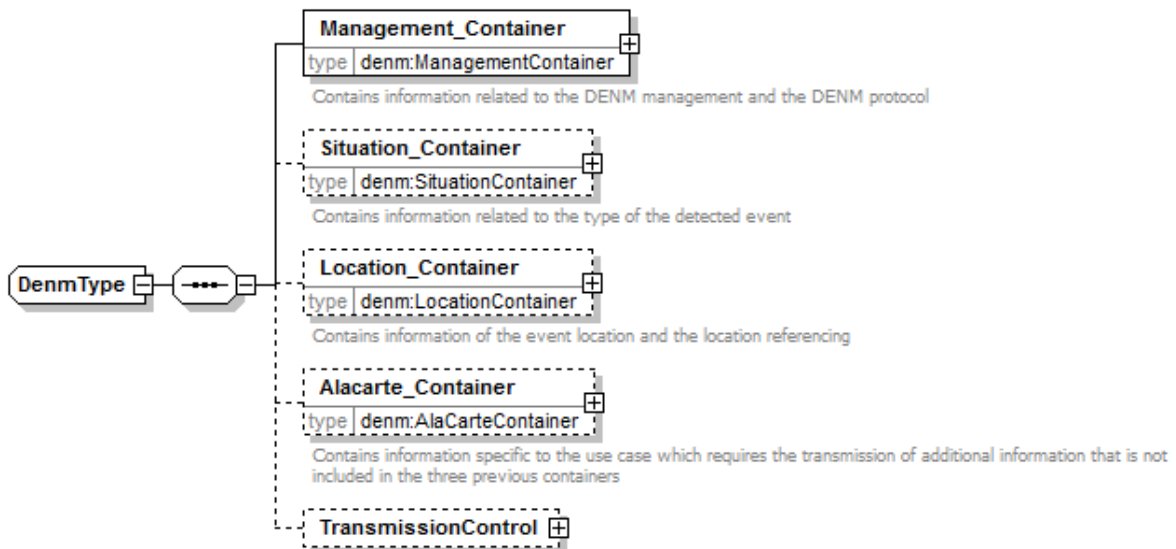 Management_Container
type denm:ManagementContainer
Contains information related to the DENM management and the DENM protocol
Situation_Container
type denm:SituationContainer
Contains information related to the type of the detected event
DenmType
Location_Container
type denm:LocationContainer
Contains information of the event location and the location referencing
Alacarte_Container
type denm:AlaCarteContainer
Contains information specific to the use case which requires the transmission of additional information that is not
included in the three previous containers
TransmissionControl